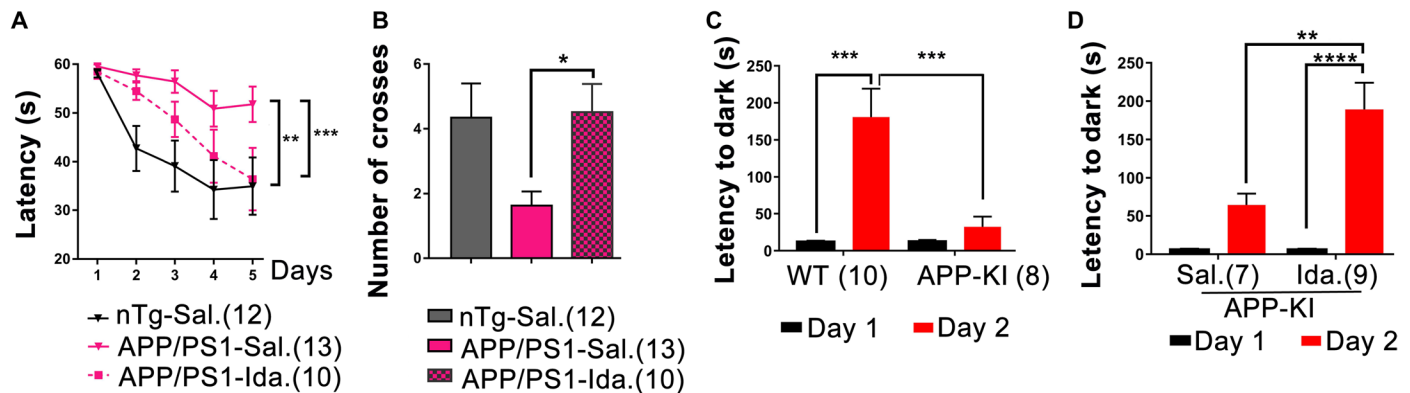 A
Latency (s)
60
50
40
30
20
1 2 3 4 5 Days
**
***
nTg-Sal.(12)
APP/PS1-Sal.(13)
APP/PS1-Ida.(10)
B
Number of crosses
6
4
2
0
*
nTg-Sal.(12)
APP/PS1-Sal.(13)
APP/PS1-Ida.(10)
C
Letency to dark (s)
250
200
150
100
50
0
*** ***
WT (10) APP-KI (8)
Day 1 Day 2
D
Letency to dark (s)
250
200
150
100
50
0
**
****
Sal.(7) Ida.(9)
APP-KI
Day 1 Day 2